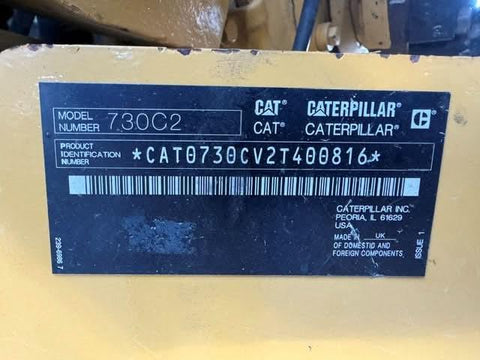 MODEL NUMBER 730C2
CAT® CATERPILLAR®
CAT® CATERPILLAR®
PRODUCT IDENTIFICATION NUMBER *CAT0730CV2T400816*
CATERPILLAR INC.
PEORIA, IL 61629
USA
MADE IN UK
OF DOMESTIC AND
FOREIGN COMPONENTS
ISSUE 1